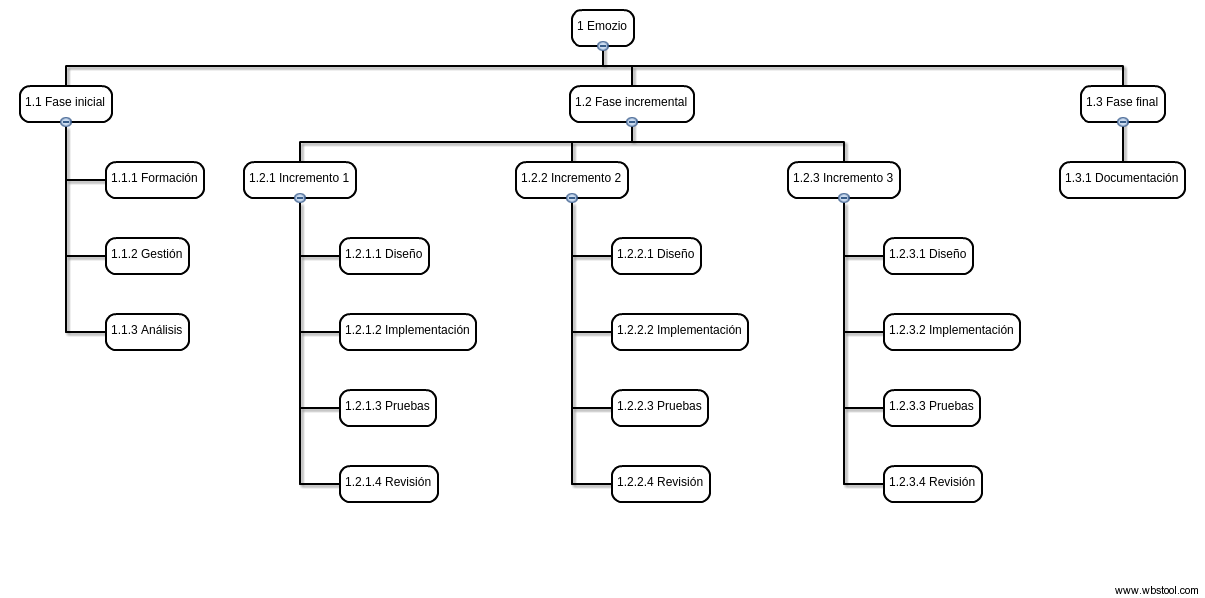 1 Emozio
1.1 Fase inicial
1.2 Fase incremental
1.3 Fase final
1.1.1 Formación
1.2.1 Incremento 1
1.2.2 Incremento 2
1.2.3 Incremento 3
1.3.1 Documentación
1.1.2 Gestión
1.2.1.1 Diseño
1.2.2.1 Diseño
1.2.3.1 Diseño
1.1.3 Análisis
1.2.1.2 Implementación
1.2.2.2 Implementación
1.2.3.2 Implementación
1.2.1.3 Pruebas
1.2.2.3 Pruebas
1.2.3.3 Pruebas
1.2.1.4 Revisión
1.2.2.4 Revisión
1.2.3.4 Revisión
www.wbstool.com